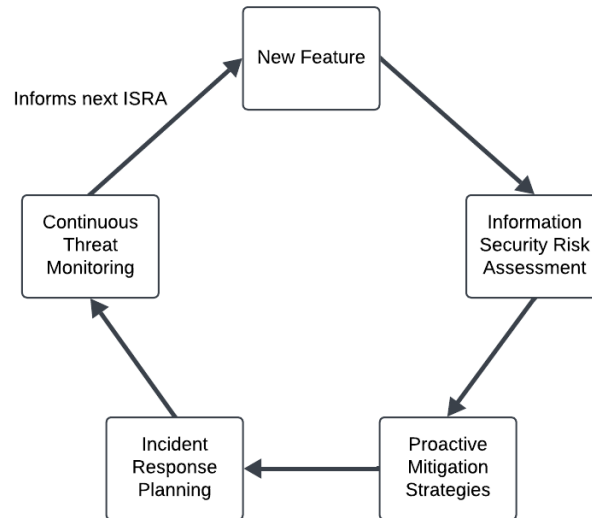 New Feature
Informs next ISRA
Continuous
Threat
Monitoring
Information
Security Risk
Assessment
Incident
Response
Planning
Proactive
Mitigation
Strategies